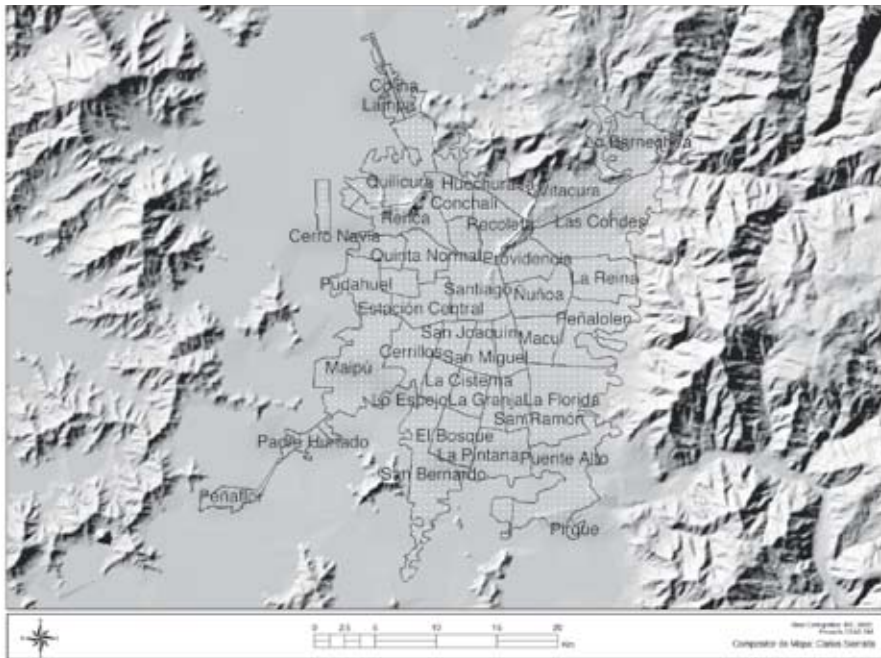 Colina
Lampa
Lo Barnechea
Quilicura
Huechuraba
Vitacura
Conchalí
Renca
Recoleta
Las Condes
Cerro Navia
Quinta Normal
Providencia
Pudahuel
La Reina
Santiago
Ñuñoa
Estación Central
Peñalolen
San Joaquín
Macul
Cerrillos
San Miguel
Maipú
La Cisterna
Lo Espejo
La Granja
La Florida
San Ramón
Padre Hurtado
El Bosque
La Pintana
Puente Alto
San Bernardo
Peñaflor
Pirque
0 2.5 5 10 15 20
Km
Compositor de Mapa: Carlos